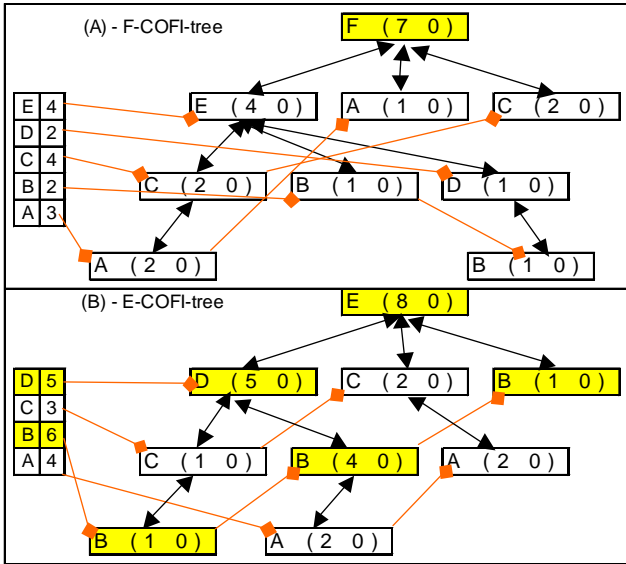 (A) - F-COFI-tree
F ( 7 0 )
E 4
E ( 4 0 )
A ( 1 0 )
C ( 2 0 )
D 2
C 4
B 2
A 3
C ( 2 0 )
B ( 1 0 )
D ( 1 0 )
A ( 2 0 )
B ( 1 0 )
(B) - E-COFI-tree
E ( 8 0 )
D 5
C 3
B 6
A 4
D ( 5 0 )
C ( 2 0 )
B ( 1 0 )
C ( 1 0 )
B ( 4 0 )
A ( 2 0 )
B ( 1 0 )
A ( 2 0 )